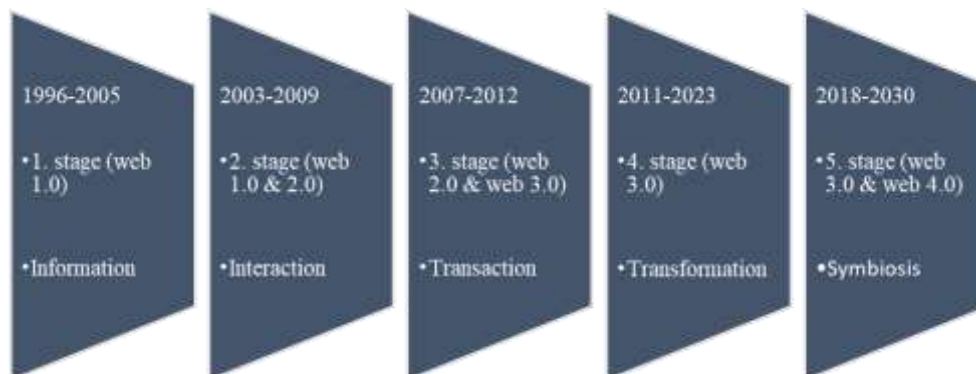 1996-2005
•1. stage (web
1.0)
•Information
2003-2009
•2. stage (web
1.0 & 2.0)
•Interaction
2007-2012
•3. stage (web
2.0 & web 3.0)
•Transaction
2011-2023
•4. stage (web
3.0)
•Transformation
2018-2030
•5. stage (web
3.0 & web 4.0)
•Symbiosis